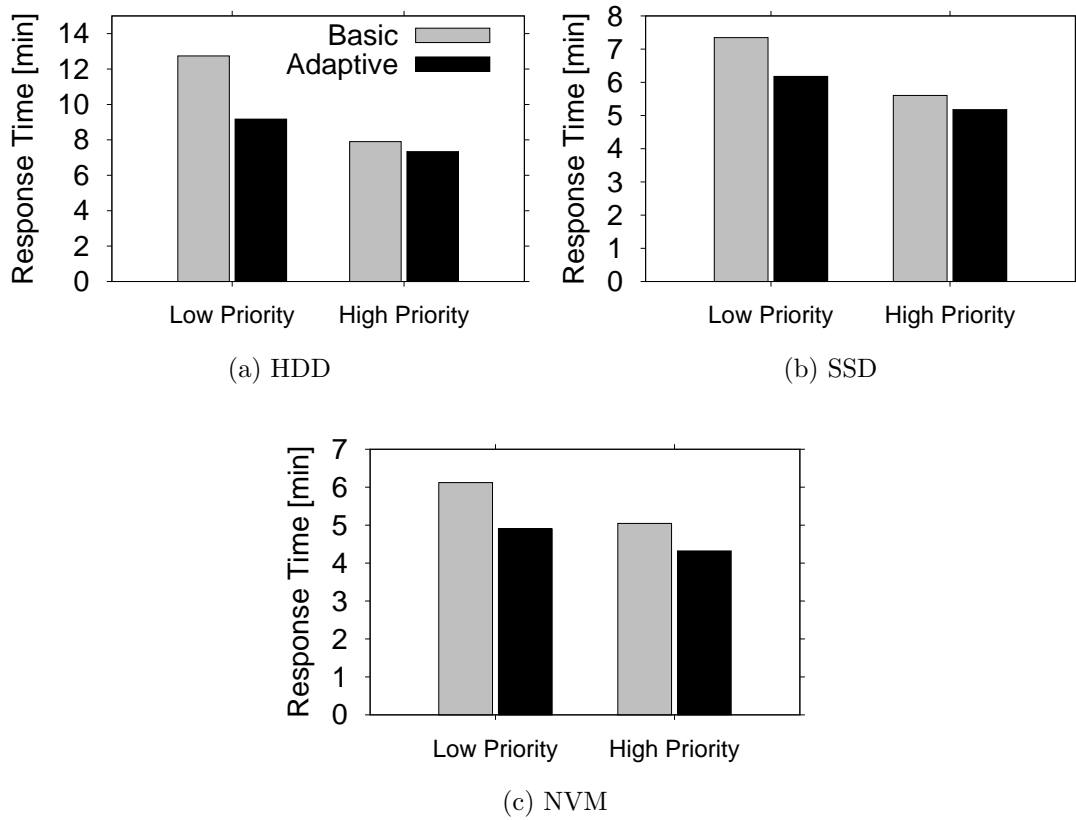 Response Time [min]
14
12
10
8
6
4
2
0
Basic
Adaptive
Low Priority High Priority
(a) HDD
Response Time [min]
8
7
6
5
4
3
2
1
0
Low Priority High Priority
(b) SSD
Response Time [min]
7
6
5
4
3
2
1
0
Low Priority High Priority
(c) NVM